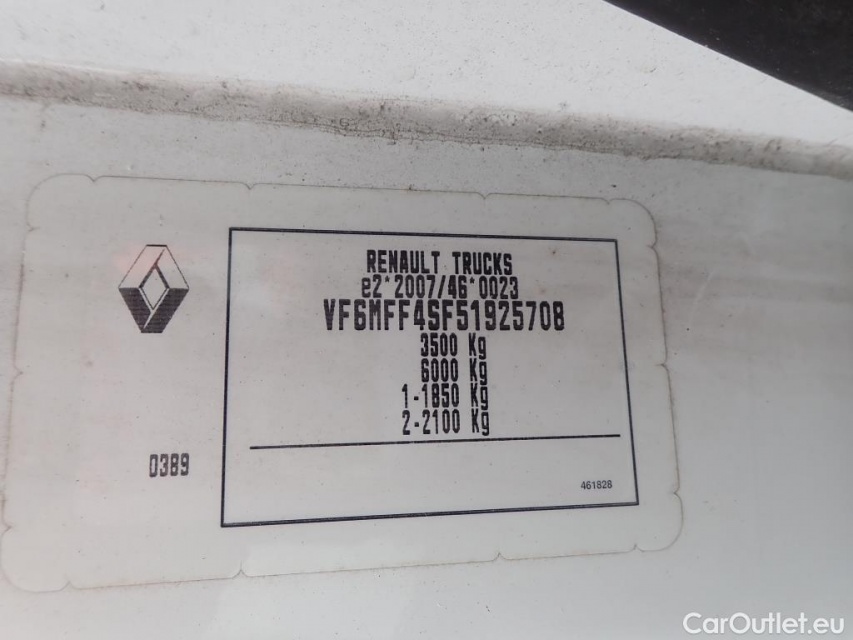 RENAULT TRUCKS
e2*2007/46*0023
VF6MFF4SF51925708
3500 Kg
6000 Kg
1-1850 Kg
2-2100 Kg
0389
461828
CarOutlet.eu